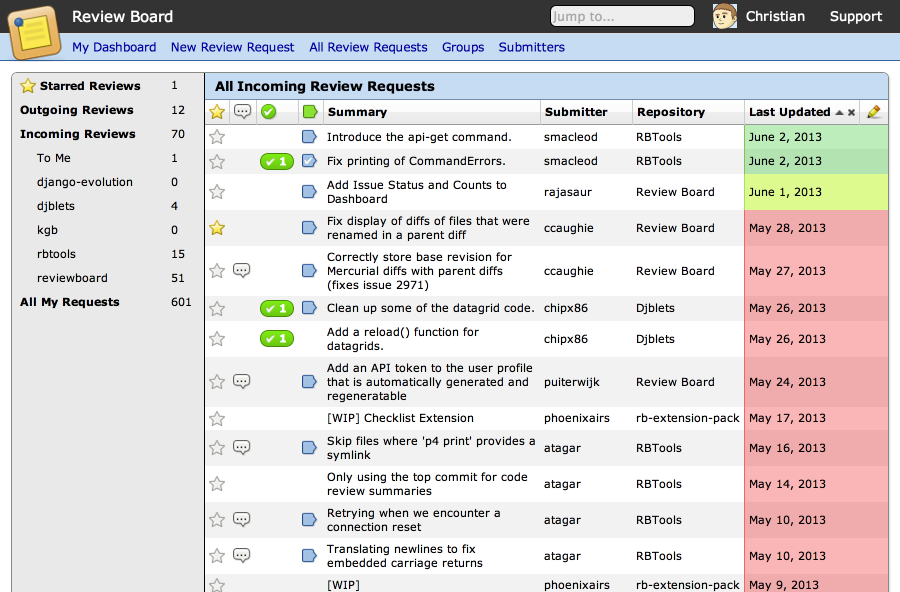 Review Board
Jump to...
Christian
Support
My Dashboard New Review Request All Review Requests Groups Submitters
Starred Reviews 1
Outgoing Reviews 12
Incoming Reviews 70
To Me 1
django-evolution 0
djblets 4
kgb 0
rbtools 15
reviewboard 51
All My Requests 601
All Incoming Review Requests
Summary Submitter Repository Last Updated
Introduce the api-get command. smacleod RBTools June 2, 2013
1 Fix printing of CommandErrors. smacleod RBTools June 2, 2013
Add Issue Status and Counts to
Dashboard
rajasaur Review Board June 1, 2013
Fix display of diffs of files that were
renamed in a parent diff
ccaughie Review Board May 28, 2013
Correctly store base revision for
Mercurial diffs with parent diffs
(fixes issue 2971)
ccaughie Review Board May 27, 2013
1 Clean up some of the datagrid code. chipx86 Djblets May 26, 2013
1 Add a reload() function for
datagrids.
chipx86 Djblets May 26, 2013
Add an API token to the user profile
that is automatically generated and
regeneratable
puiterwijk Review Board May 24, 2013
[WIP] Checklist Extension phoenixairs rb-extension-pack May 17, 2013
Skip files where 'p4 print' provides a
symlink
atagar RBTools May 16, 2013
Only using the top commit for code
review summaries
atagar RBTools May 14, 2013
Retrying when we encounter a
connection reset
atagar RBTools May 10, 2013
Translating newlines to fix
embedded carriage returns
atagar RBTools May 10, 2013
[WIP] phoenixairs rb-extension-pack May 9, 2013